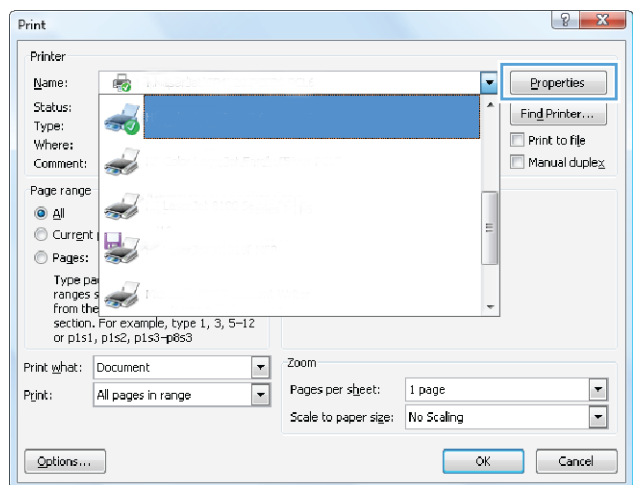 Print
Printer
Name:
Properties
Status:
Find Printer...
Type:
Where:
Print to file
Comment:
Manual duplex
Page range
All
Current
Pages:
Type
ranges
from the
section. For example, type 1, 3, 5–12
or p1s1, p1s2, p1s3–p8s3
Print what: Document
Print: All pages in range
Zoom
Pages per sheet: 1 page
Scale to paper size: No Scaling
Options...
OK
Cancel